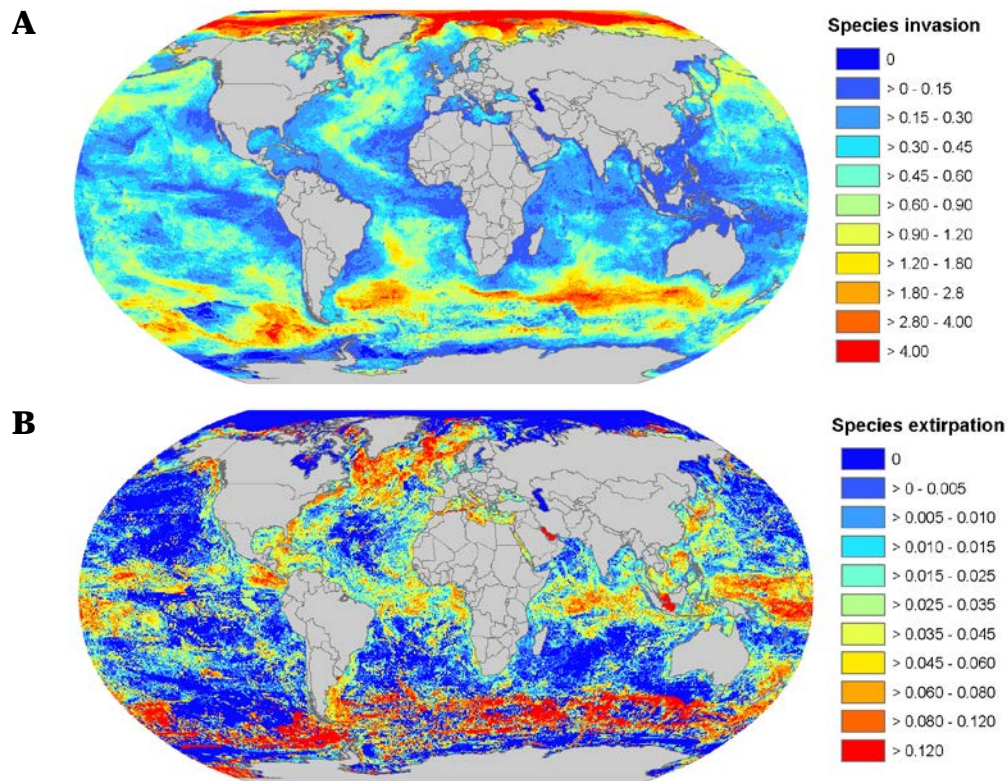 A
Species invasion
0
> 0 - 0.15
> 0.15 - 0.30
> 0.30 - 0.45
> 0.45 - 0.60
> 0.60 - 0.90
> 0.90 - 1.20
> 1.20 - 1.80
> 1.80 - 2.8
> 2.80 - 4.00
> 4.00
B
Species extirpation
0
> 0 - 0.005
> 0.005 - 0.010
> 0.010 - 0.015
> 0.015 - 0.025
> 0.025 - 0.035
> 0.035 - 0.045
> 0.045 - 0.060
> 0.060 - 0.080
> 0.080 - 0.120
> 0.120